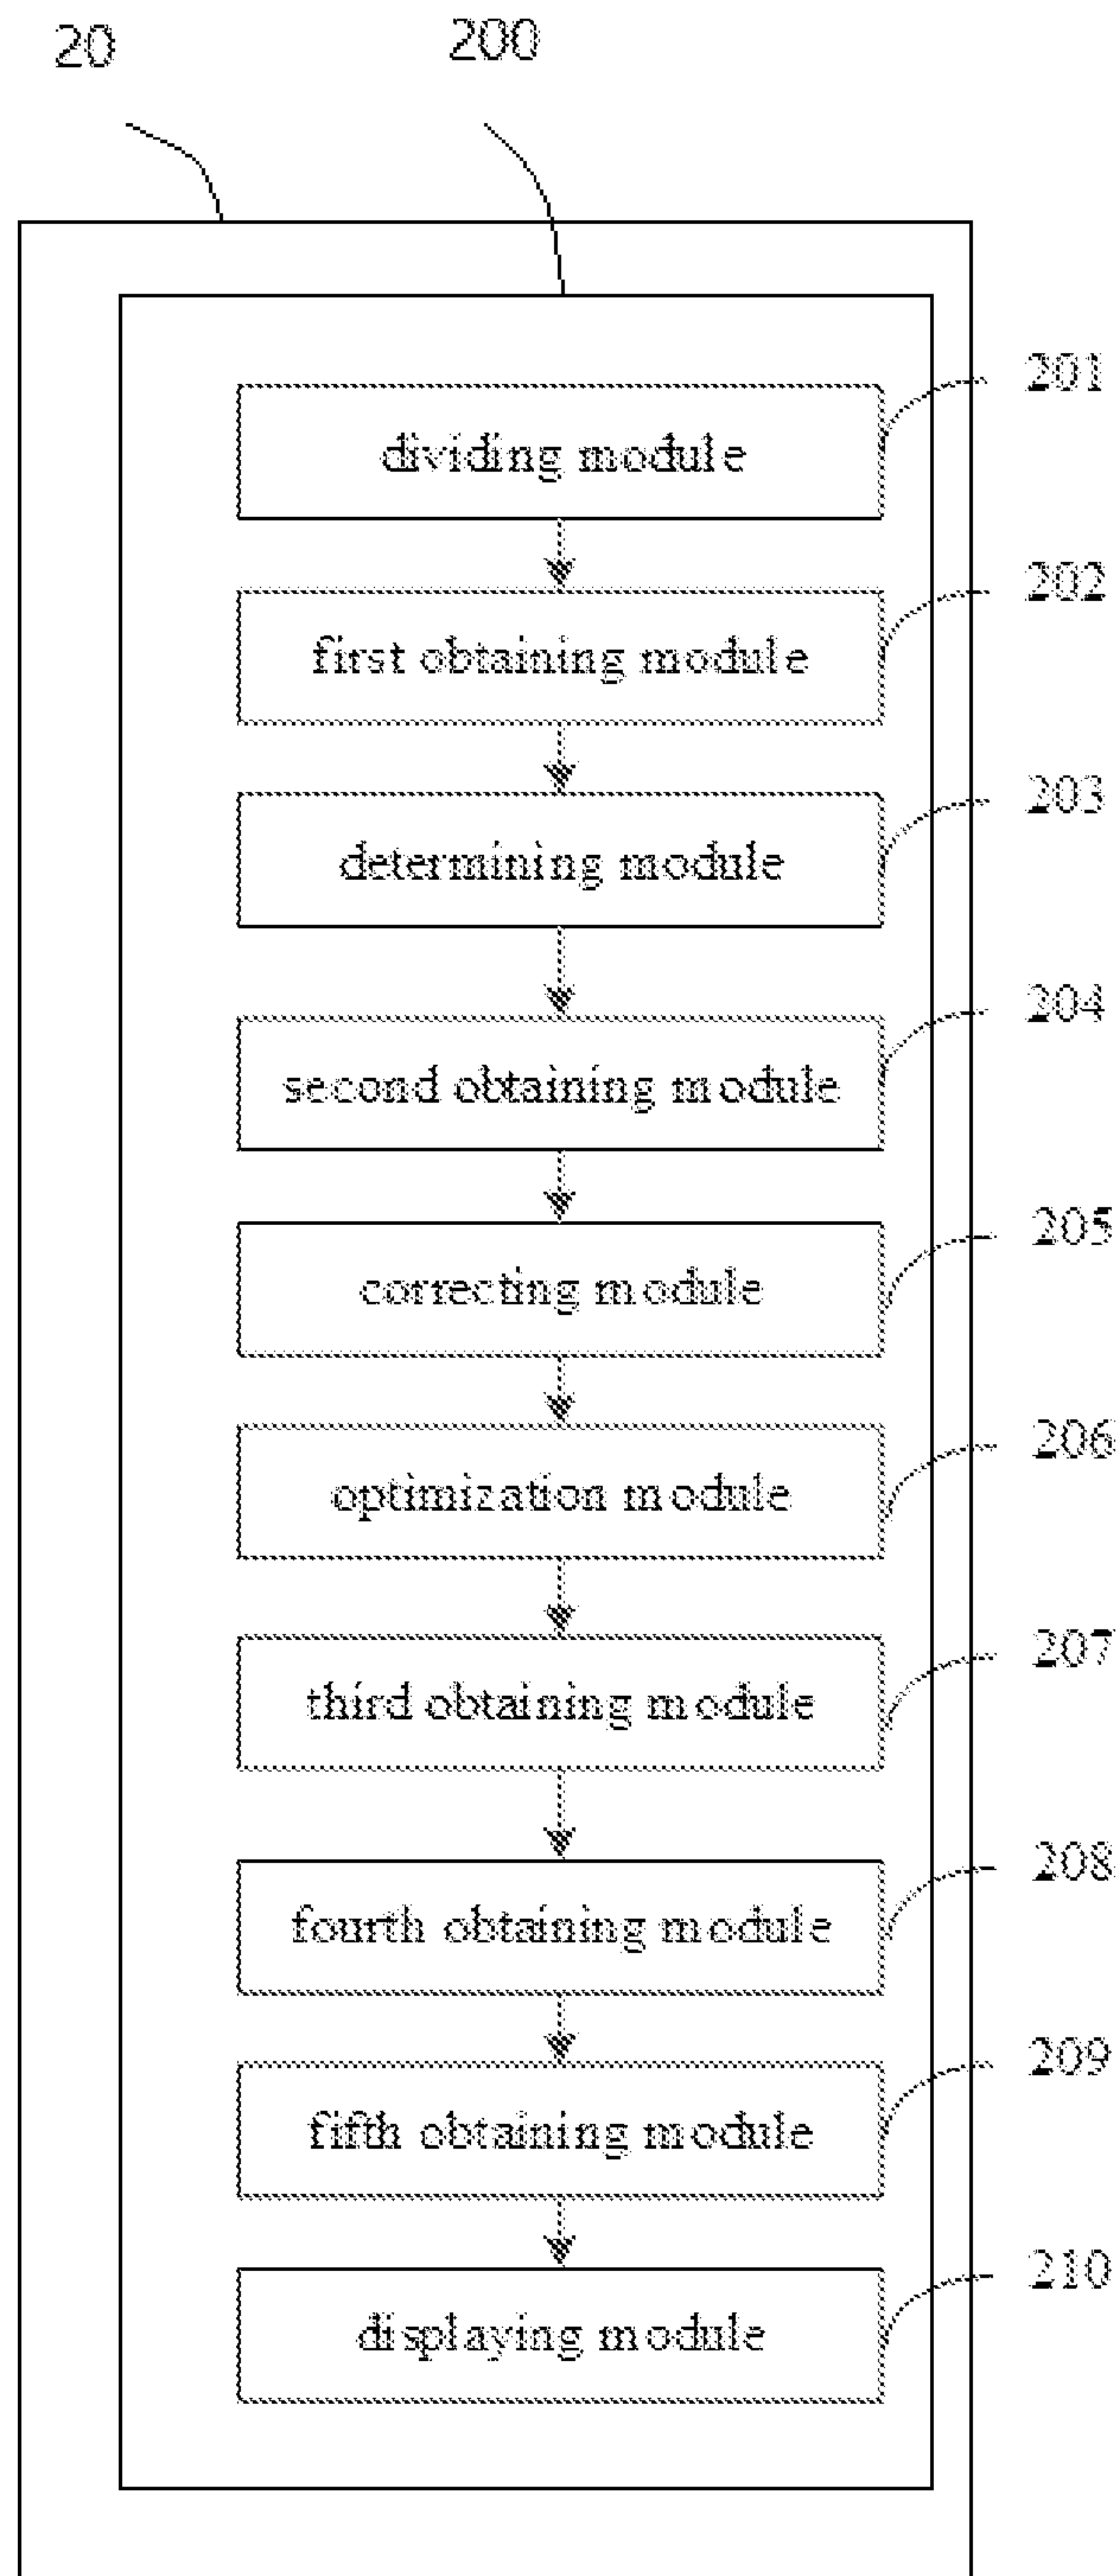 20 200
dividing module 201
first obtaining module 202
determining module 203
second obtaining module 204
correcting module 205
optimization module 206
third obtaining module 207
fourth obtaining module 208
fifth obtaining module 209
displaying module 210